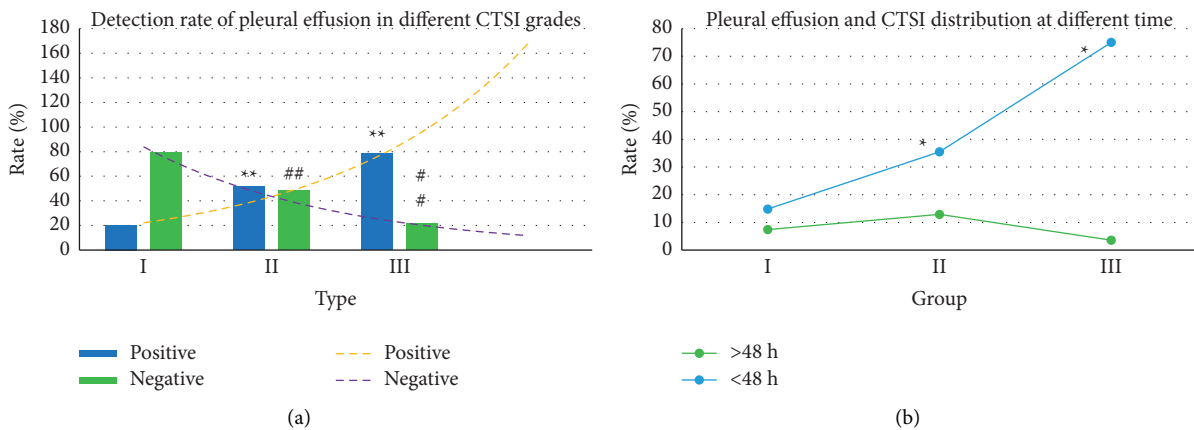 Detection rate of pleural effusion in different CTSI grades
180
160
140
120
100
80
60
40
20
0
Rate (%)
**
##
**
#
#
I II III
Type
Positive
Negative
Positive
Negative
(a)
Pleural effusion and CTSI distribution at different time
80
70
60
50
40
30
20
10
0
Rate (%)
*
*
I II III
Group
>48 h
<48 h
(b)